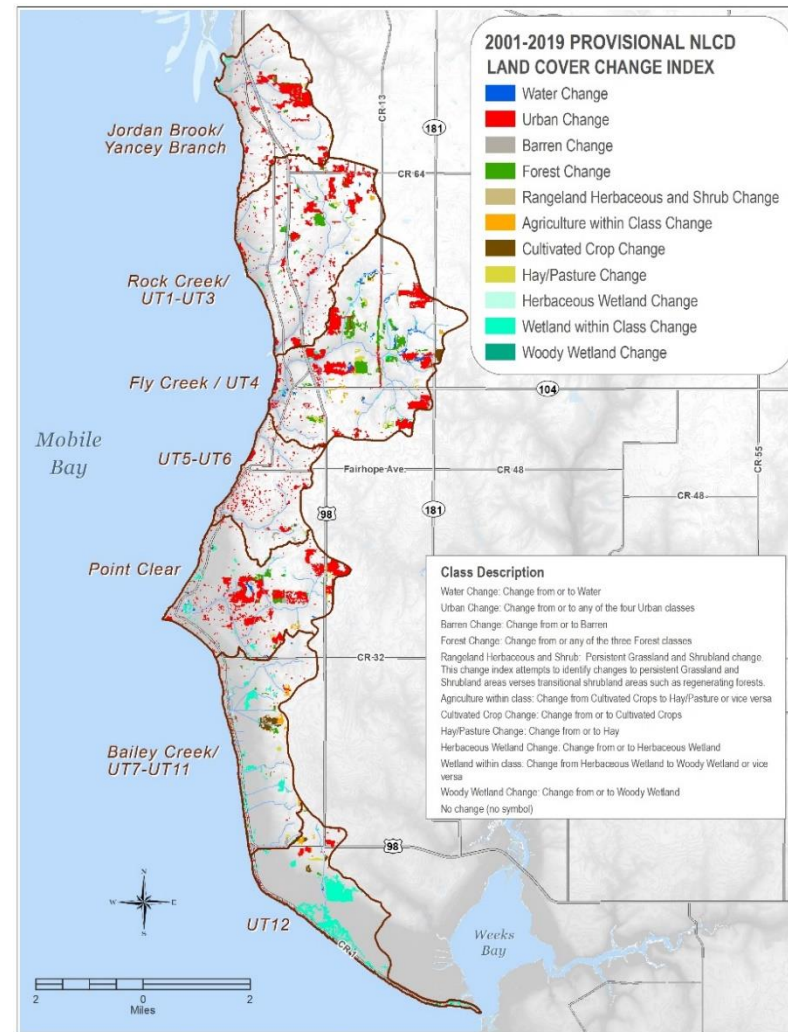 2001-2019 PROVISIONAL NLCD
LAND COVER CHANGE INDEX
Water Change
Urban Change
Barren Change
Forest Change
Rangeland Herbaceous and Shrub Change
Agriculture within Class Change
Cultivated Crop Change
Hay/Pasture Change
Herbaceous Wetland Change
Wetland within Class Change
Woody Wetland Change
CR-13
181
Jordan Brook/
Yancey Branch
CR 64
Rock Creek/
UT1-UT3
Fly Creek / UT4
104
Mobile
Bay
UT5-UT6
Fairhope Ave.
CR 48
CR-55
CR 48
98
181
Point Clear
Class Description
Water Change: Change from or to Water
Urban Change: Change from or to any of the four Urban classes
Barren Change: Change from or to Barren
Forest Change: Change from or any of the three Forest classes
Rangeland Herbaceous and Shrub: Persistent Grassland and Shrubland change.
This change index attempts to identify changes to persistent Grassland and
Shrubland areas verses transitional shrubland areas such as regenerating forests.
Agriculture within class: Change from Cultivated Crops to Hay/Pasture or vice versa
Cultivated Crop Change: Change from or to Cultivated Crops
Hay/Pasture Change: Change from or to Hay
Herbaceous Wetland Change: Change from or to Herbaceous Wetland
Wetland within class: Change from Herbaceous Wetland to Woody Wetland or vice
versa
Woody Wetland Change: Change from or to Woody Wetland
No change (no symbol)
CR-32
Bailey Creek/
UT7-UT11
98
N
W E
S
UT12
CR-1
Weeks
Bay
2 0 2
Miles